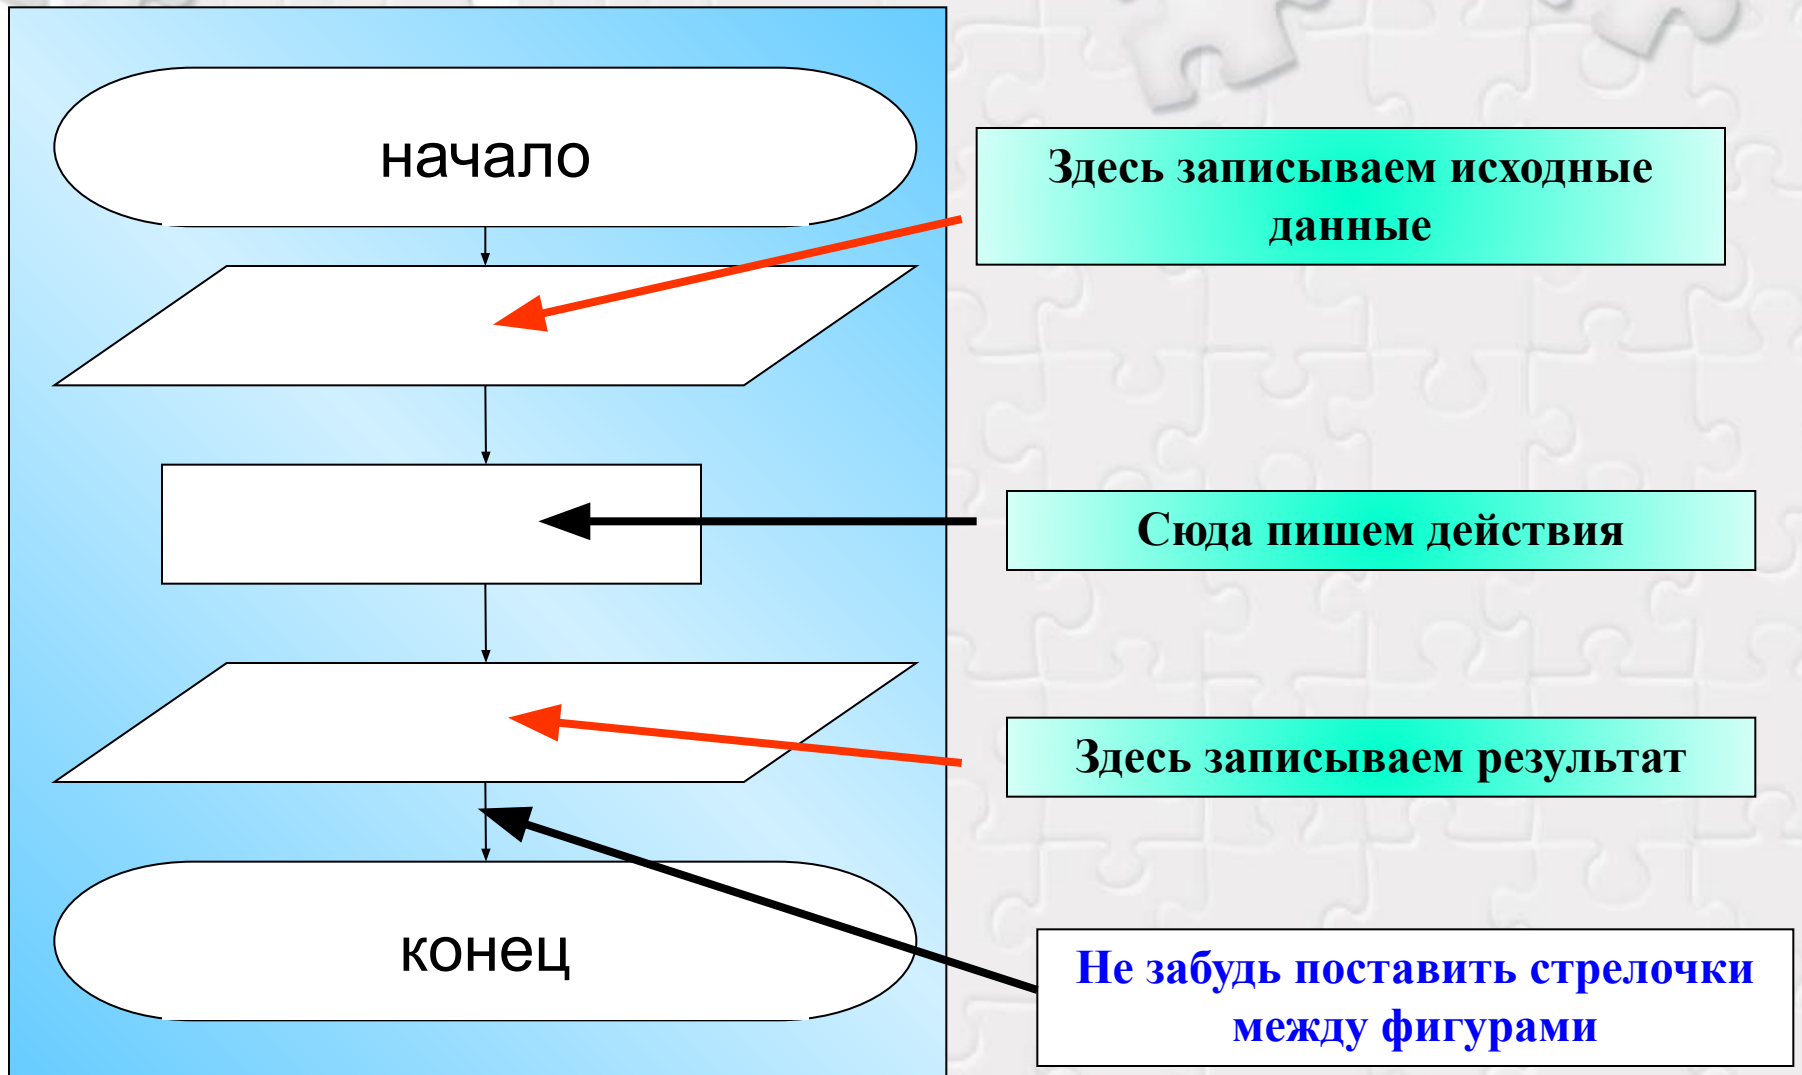 начало
Здесь записываем исходные
данные
Сюда пишем действия
Здесь записываем результат
конец
Не забудь поставить стрелочки
между фигурами